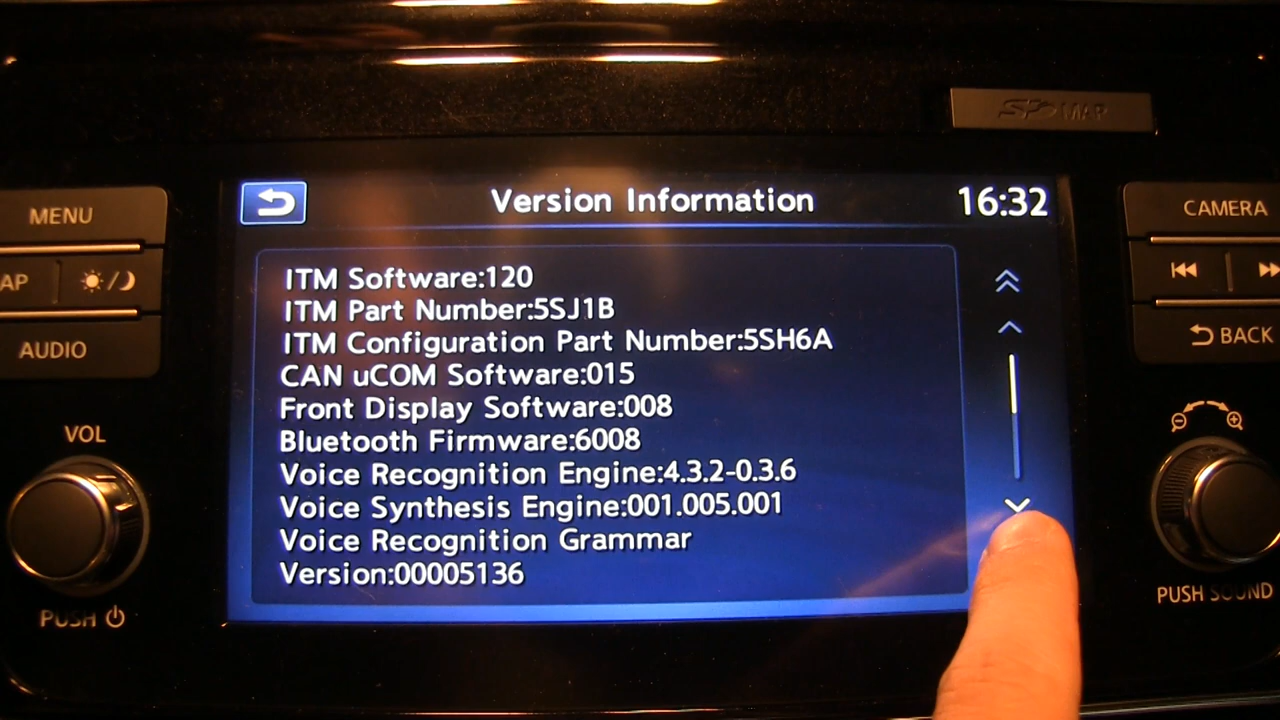 SD MAP
Version Information
16:32
MENU
AP
AUDIO
VOL
PUSH
ITM Software:120
ITM Part Number:5SJ1B
ITM Configuration Part Number:5SH6A
CAN uCOM Software:015
Front Display Software:008
Bluetooth Firmware:6008
Voice Recognition Engine:4.3.2-0.3.6
Voice Synthesis Engine:001.005.001
Voice Recognition Grammar
Version:00005136
CAMERA
BACK
PUSH SOUND